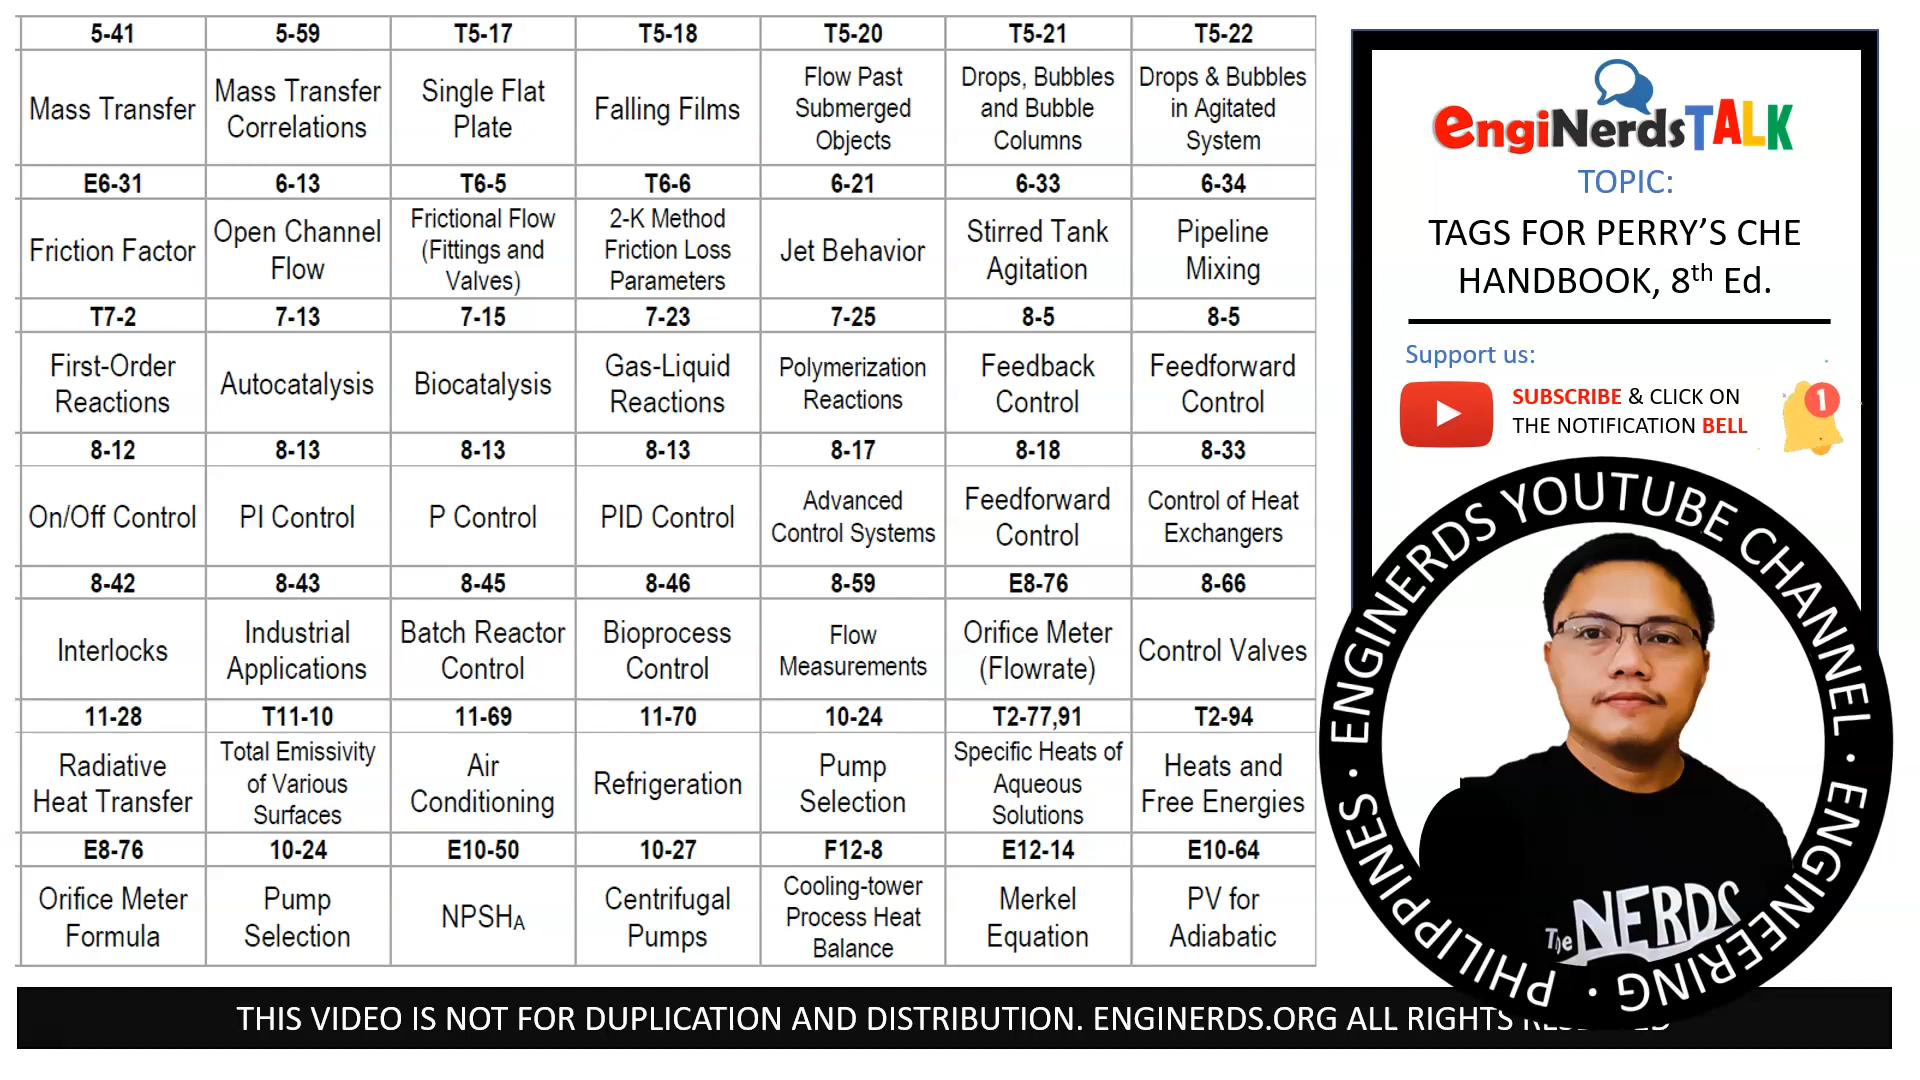 5-41 5-59 T5-17 T5-18 T5-20 T5-21 T5-22
Mass Transfer
Mass Transfer
Correlations
Single Flat
Plate
Falling Films
Flow Past
Submerged
Objects
Drops, Bubbles
and Bubble
Columns
Drops & Bubbles
in Agitated
System
E6-31 6-13 T6-5 T6-6 6-21 6-33 6-34
Friction Factor
Open Channel
Flow
Frictional Flow
(Fittings and
Valves)
2-K Method
Friction Loss
Parameters
Jet Behavior
Stirred Tank
Agitation
Pipeline
Mixing
T7-2 7-13 7-15 7-23 7-25 8-5 8-5
First-Order
Reactions
Autocatalysis
Biocatalysis
Gas-Liquid
Reactions
Polymerization
Reactions
Feedback
Control
Feedforward
Control
8-12 8-13 8-13 8-13 8-17 8-18 8-33
On/Off Control
PI Control
P Control
PID Control
Advanced
Control Systems
Feedforward
Control
Control of Heat
Exchangers
8-42 8-43 8-45 8-46 8-59 E8-76 8-66
Interlocks
Industrial
Applications
Batch Reactor
Control
Bioprocess
Control
Flow
Measurements
Orifice Meter
(Flowrate)
Control Valves
11-28 T11-10 11-69 11-70 10-24 T2-77,91 T2-94
Radiative
Heat Transfer
Total Emissivity
of Various
Surfaces
Air
Conditioning
Refrigeration
Pump
Selection
Specific Heats of
Aqueous
Solutions
Heats and
Free Energies
E8-76 10-24 E10-50 10-27 F12-8 E12-14 E10-64
Orifice Meter
Formula
Pump
Selection
NPSHA
Centrifugal
Pumps
Cooling-tower
Process Heat
Balance
Merkel
Equation
PV for
Adiabatic
engiNerdsTALK
TOPIC:
TAGS FOR PERRY'S CHE
HANDBOOK, 8th Ed.
Support us:
SUBSCRIBE & CLICK ON
THE NOTIFICATION BELL
1
· ENGINERDS YOUTUBE CHANNEL · ENGINEERING · PHILIPPINES
The NERDS
THIS VIDEO IS NOT FOR DUPLICATION AND DISTRIBUTION. ENGINERDS.ORG ALL RIGHTS